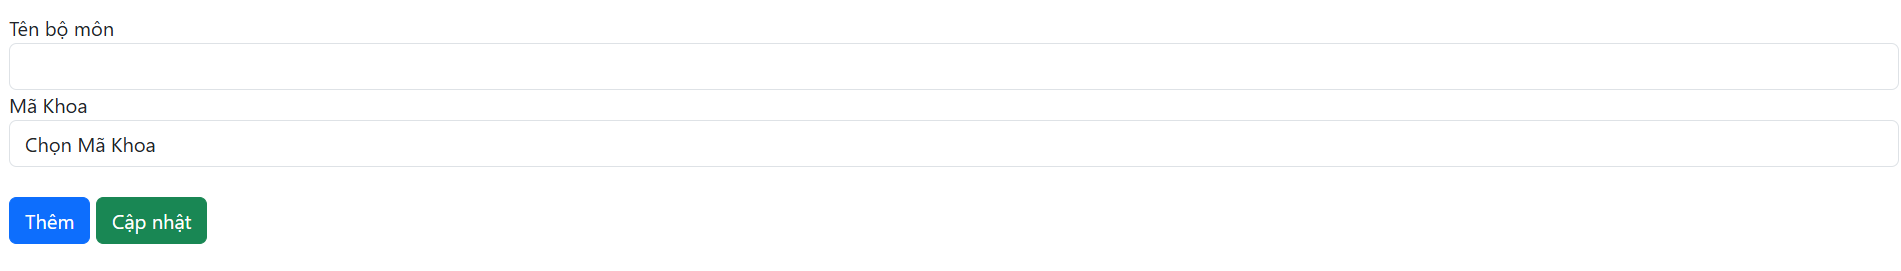 Tên bộ môn
Mã Khoa
Chọn Mã Khoa
Thêm Cập nhật